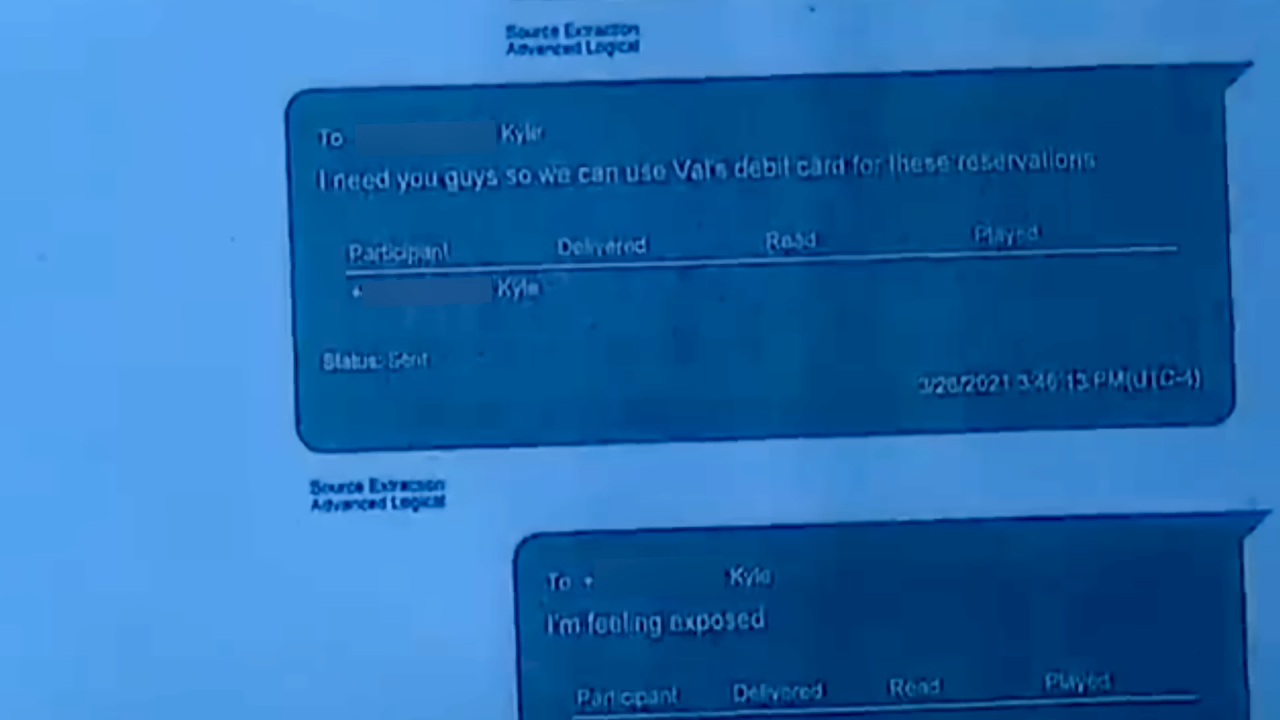 Source Extraction
Advanced Logical
To Kyle
I need you guys so we can use Val's debit card for these reservations
Participant Delivered Read Played
+ Kyle
Status: Sent
3/26/2021 3:46:13 PM(UTC-4)
Source Extraction
Advanced Logical
To + Kyle
I'm feeling exposed
Participant Delivered Read Played